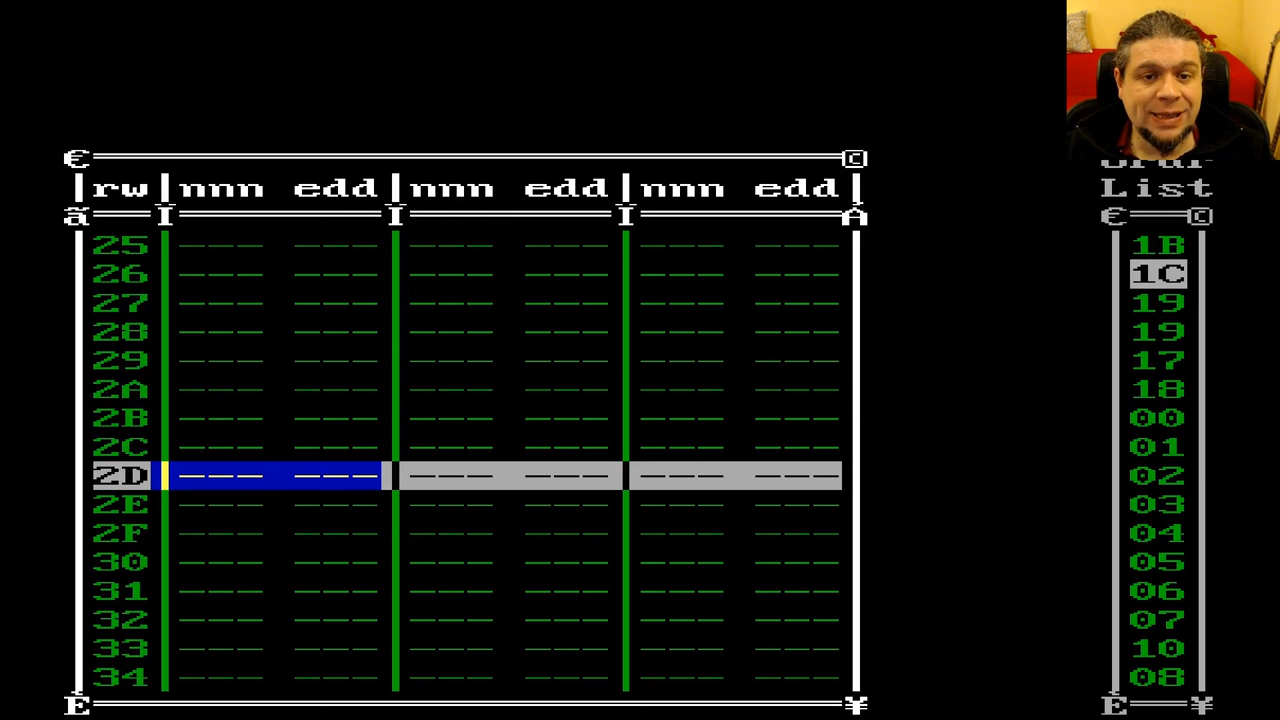 € ©
rw nnn edd nnn edd nnn edd
List
ã Ï Ï Ï Â
€ ©
25 --- --- --- --- --- --- 1B
26 --- --- --- --- --- --- 1C
27 --- --- --- --- --- --- 19
28 --- --- --- --- --- --- 19
29 --- --- --- --- --- --- 17
2A --- --- --- --- --- --- 18
2B --- --- --- --- --- --- 00
2C --- --- --- --- --- --- 01
2D --- --- --- --- --- --- 02
2E --- --- --- --- --- --- 03
2F --- --- --- --- --- --- 04
30 --- --- --- --- --- --- 05
31 --- --- --- --- --- --- 06
32 --- --- --- --- --- --- 07
33 --- --- --- --- --- --- 10
34 --- --- --- --- --- --- 08
È ¥
È ¥